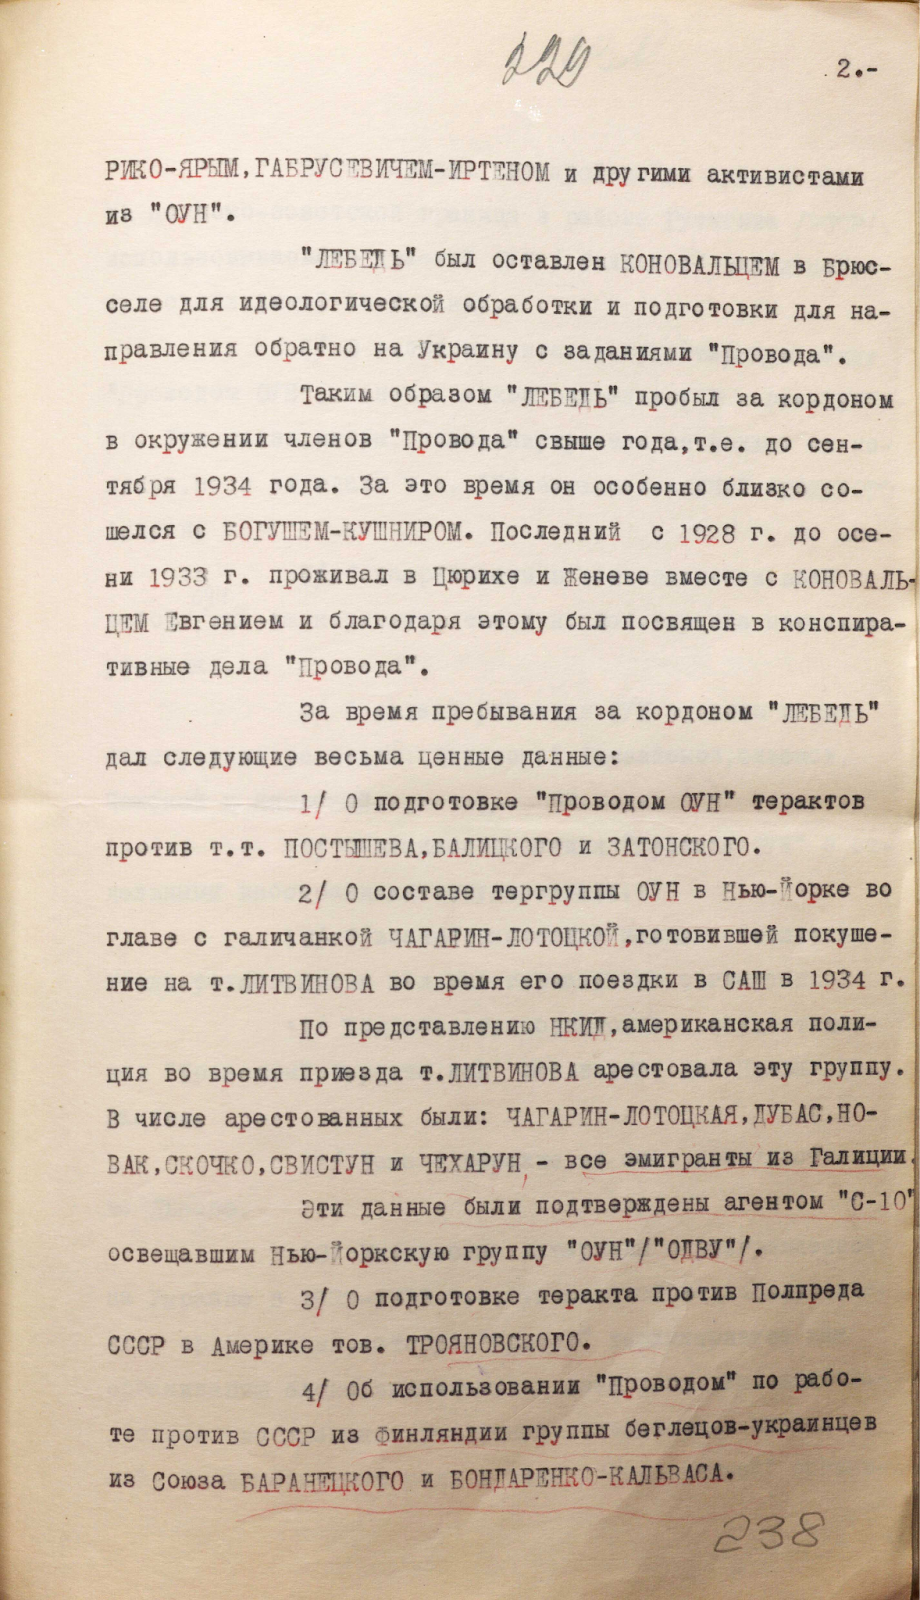 229
2.-
РИКО-ЯРЫМ,ГАБРУСЕВИЧЕМ-ИРТЕНОМ и другими активистами
из "ОУН".
"ЛЕБЕДЬ" был оставлен КОНОВАЛЬЦЕМ в Брюс-
селе для идеологической обработки и подготовки для на-
правления обратно на Украину с заданиями "Провода".
Таким образом "ЛЕБЕДЬ" пробыл за кордоном
в окружении членов "Провода" свыше года,т.е. до сен-
тября 1934 года. За это время он особенно близко со-
шелся с БОГУШЕМ-КУШНИРОМ. Последний с 1928 г. до осе-
ни 1933 г. проживал в Цюрихе и Женеве вместе с КОНОВАЛЬ-
ЦЕМ Евгением и благодаря этому был посвящен в конспира-
тивные дела "Провода".
За время пребывания за кордоном "ЛЕБЕДЬ"
дал следующие весьма ценные данные:
1/ О подготовке "Проводом ОУН" терактов
против т.т. ПОСТЫШЕВА,БАЛИЦКОГО и ЗАТОНСКОГО.
2/ О составе тергруппы ОУН в Нью-Йорке во
главе с галичанкой ЧАГАРИН-ЛОТОЦКОЙ,готовившей покуше-
ние на т.ЛИТВИНОВА во время его поездки в САШ в 1934 г.
По представлению НКИД,американская поли-
ция во время приезда т.ЛИТВИНОВА арестовала эту группу.
В числе арестованных были: ЧАГАРИН-ЛОТОЦКАЯ,ДУБАС,НО-
ВАК,СКОЧКО,СВИСТУН и ЧЕХАРУН - все эмигранты из Галиции.
Эти данные были подтверждены агентом "С-10"
освещавшим Нью-Йоркскую группу "ОУН"/"ОДВУ"/.
3/ О подготовке теракта против Полпреда
СССР в Америке тов. ТРОЯНОВСКОГО.
4/ Об использовании "Проводом" по рабо-
те против СССР из Финляндии группы беглецов-украинцев
из Союза БАРАНЕЦКОГО и БОНДАРЕНКО-КАЛЬВАСА.
238